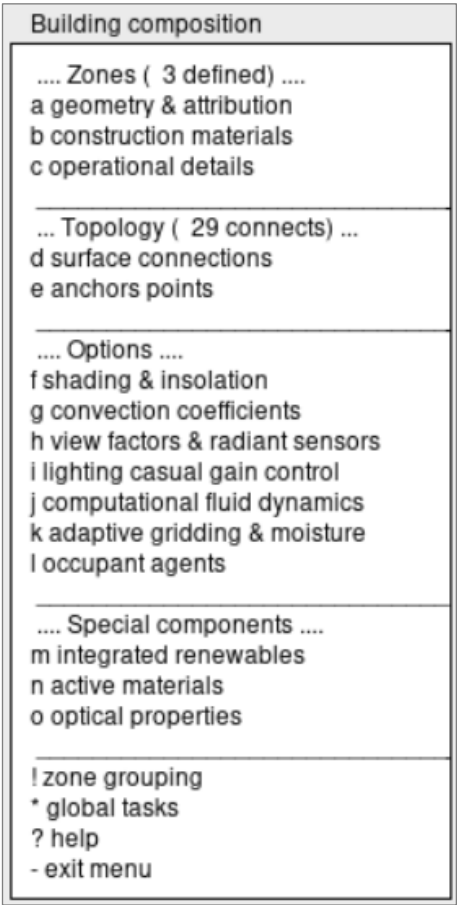 Building composition
.... Zones (  3 defined) ....
a geometry & attribution
b construction materials
c operational details
... Topology (  29 connects) ...
d surface connections
e anchors points
.... Options ....
f shading & insolation
g convection coefficients
h view factors & radiant sensors
i lighting casual gain control
j computational fluid dynamics
k adaptive gridding & moisture
l occupant agents
.... Special components ....
m integrated renewables
n active materials
o optical properties
! zone grouping
* global tasks
? help
- exit menu